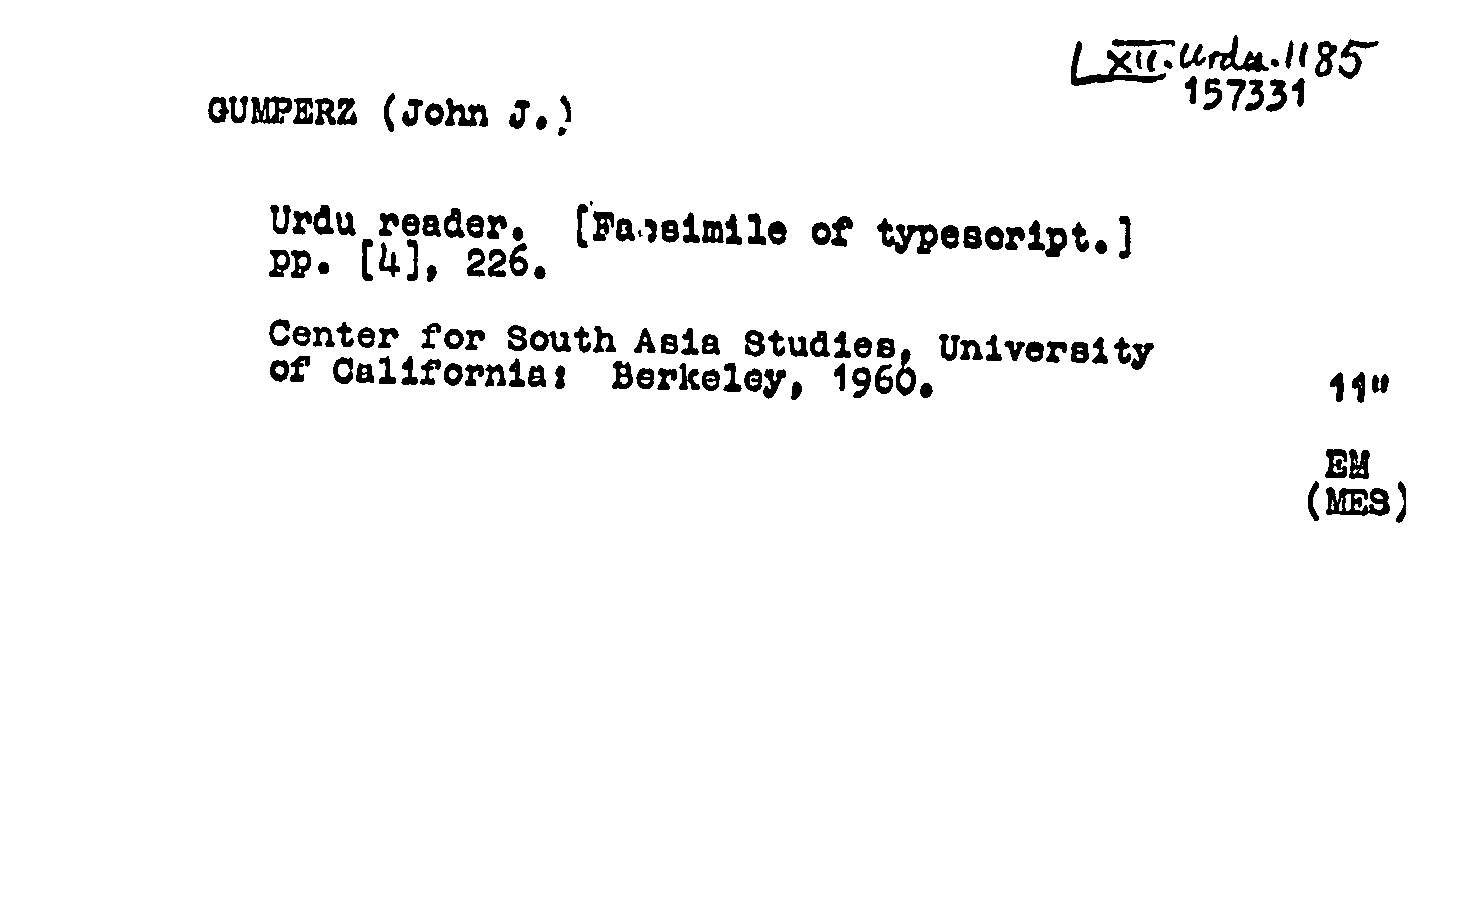 L XII. Urdu. 1185
157331
GUMPERZ (John J.)
Urdu reader. [Facsimile of typescript.]
pp. [4], 226.
Center for South Asia Studies, University
of California: Berkeley, 1960.
11"
EM
(MES)